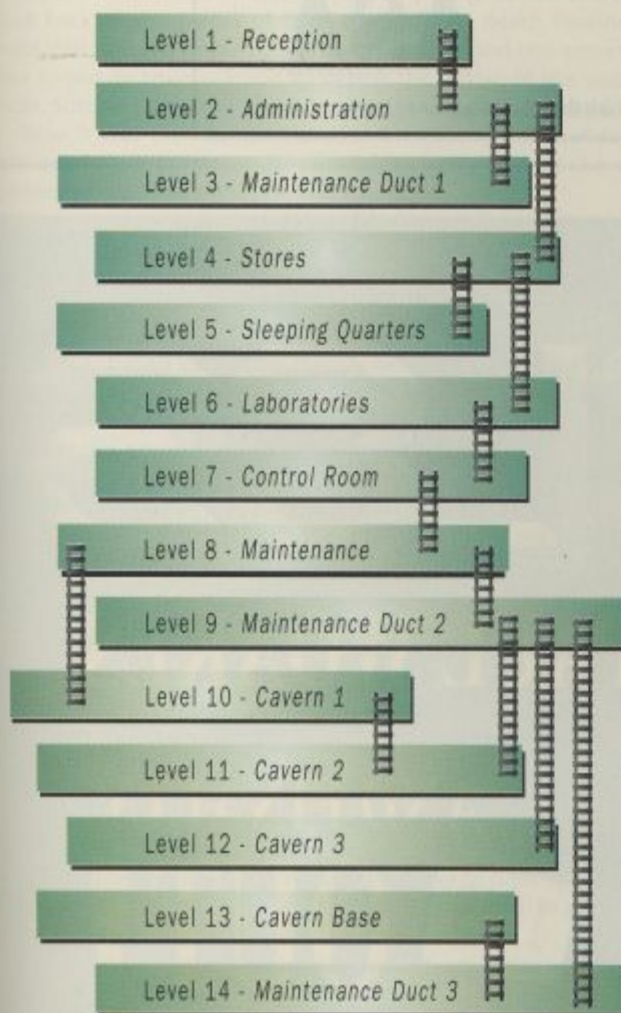 Level 1 - Reception
Level 2 - Administration
Level 3 - Maintenance Duct 1
Level 4 - Stores
Level 5 - Sleeping Quarters
Level 6 - Laboratories
Level 7 - Control Room
Level 8 - Maintenance
Level 9 - Maintenance Duct 2
Level 10 - Cavern 1
Level 11 - Cavern 2
Level 12 - Cavern 3
Level 13 - Cavern Base
Level 14 - Maintenance Duct 3